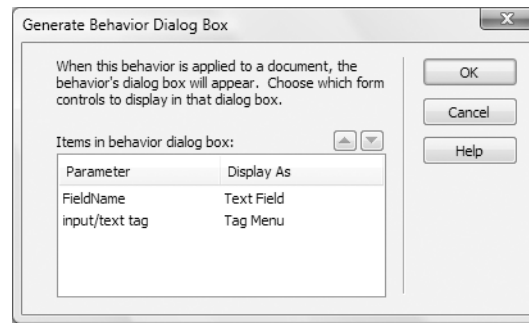 Generate Behavior Dialog Box
When this behavior is applied to a document, the
behavior's dialog box will appear. Choose which form
controls to display in that dialog box.
OK
Cancel
Help
Items in behavior dialog box:
Parameter Display As
FieldName Text Field
input/text tag Tag Menu